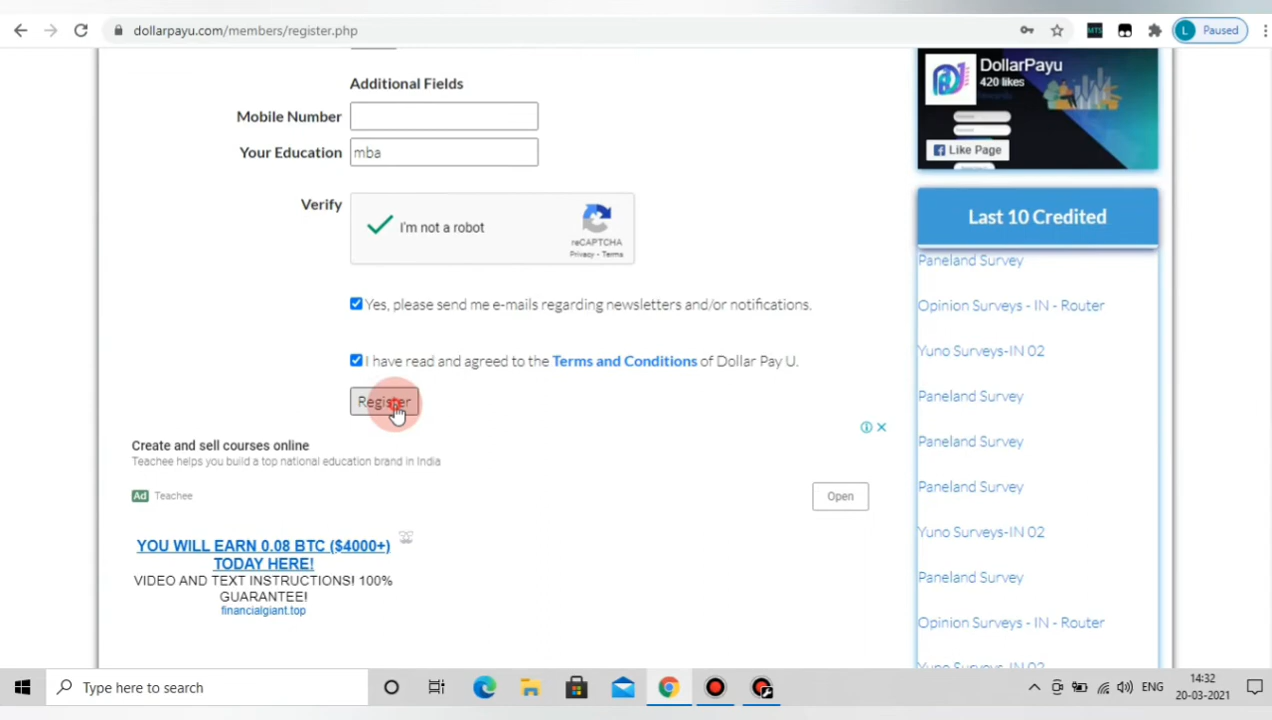 dollarpayu.com/members/register.php
MTS
L Paused
Additional Fields
Mobile Number
Your Education mba
Verify
I'm not a robot
reCAPTCHA
Privacy - Terms
Yes, please send me e-mails regarding newsletters and/or notifications.
I have read and agreed to the Terms and Conditions of Dollar Pay U.
Register
Create and sell courses online
Teachee helps you build a top national education brand in India
Ad Teachee
Open
YOU WILL EARN 0.08 BTC ($4000+)
TODAY HERE!
VIDEO AND TEXT INSTRUCTIONS! 100%
GUARANTEE!
financialgiant.top
DollarPayu
420 likes
Like Page
Last 10 Credited
Paneland Survey
Opinion Surveys - IN - Router
Yuno Surveys-IN 02
Paneland Survey
Paneland Survey
Paneland Survey
Yuno Surveys-IN 02
Paneland Survey
Opinion Surveys - IN - Router
Yuno Surveys-IN 02
Type here to search
ENG
14:32
20-03-2021